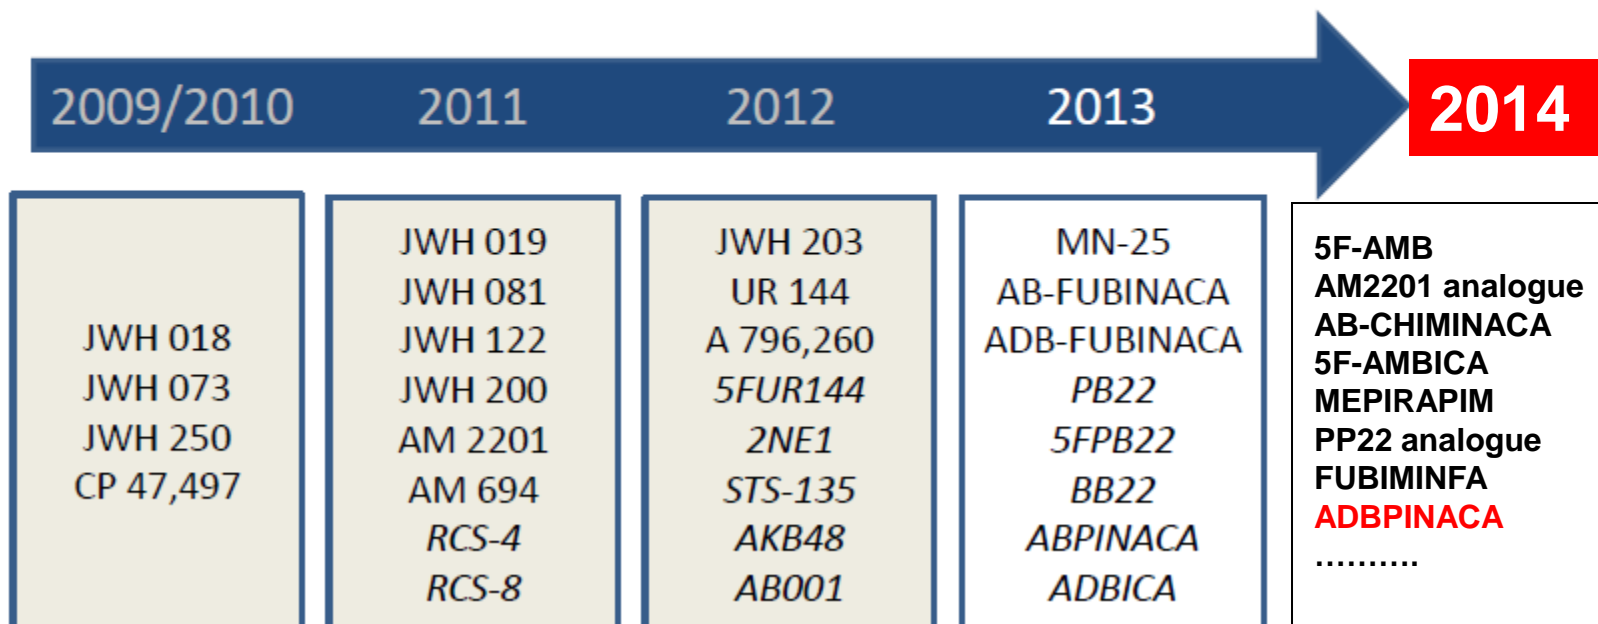 2009/2010
2011
2012
2013
2014
JWH 018
JWH 073
JWH 250
CP 47,497
JWH 019
JWH 081
JWH 122
JWH 200
AM 2201
AM 694
RCS-4
RCS-8
JWH 203
UR 144
A 796,260
5FUR144
2NE1
STS-135
AKB48
AB001
MN-25
AB-FUBINACA
ADB-FUBINACA
PB22
5FPB22
BB22
ABPINACA
ADBICA
5F-AMB
AM2201 analogue
AB-CHIMINACA
5F-AMBICA
MEPIRAPIM
PP22 analogue
FUBIMINFA
ADBPINACA
..........